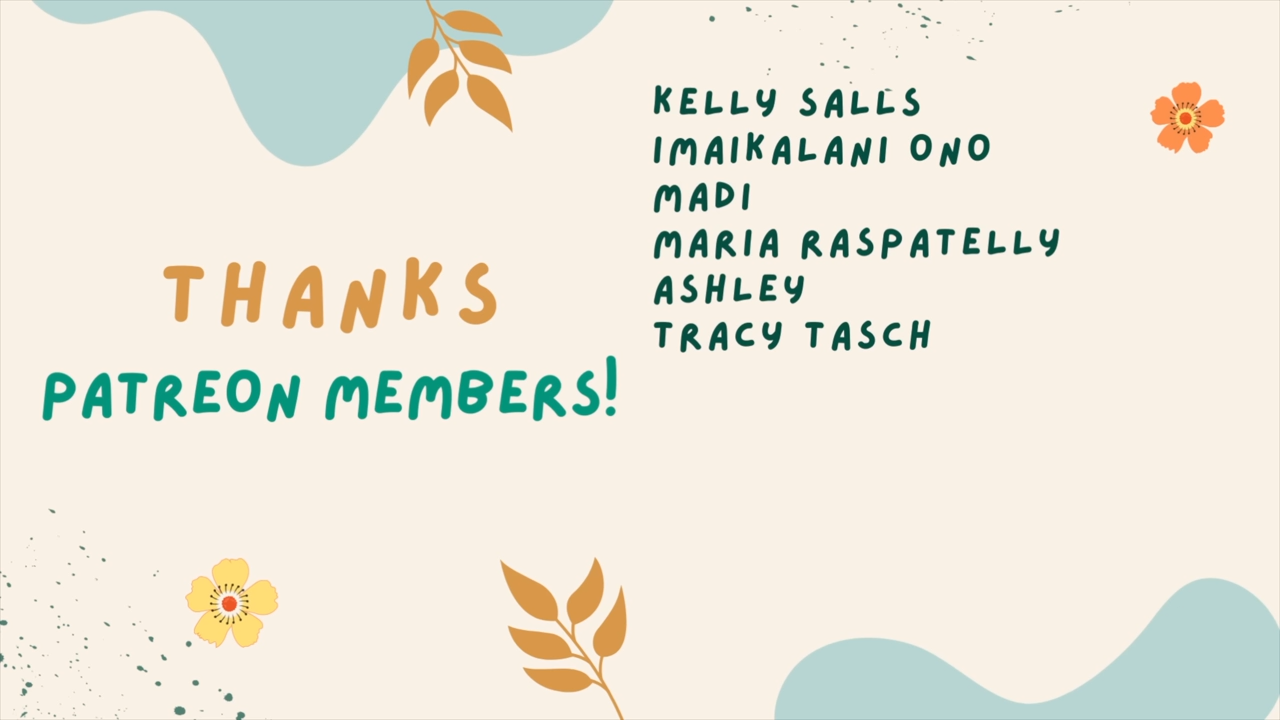 THANKS
PATREON MEMBERS!
KELLY SALLS
IMAIKALANI ONO
MADI
MARIA RASPATELLY
ASHLEY
TRACY TASCH